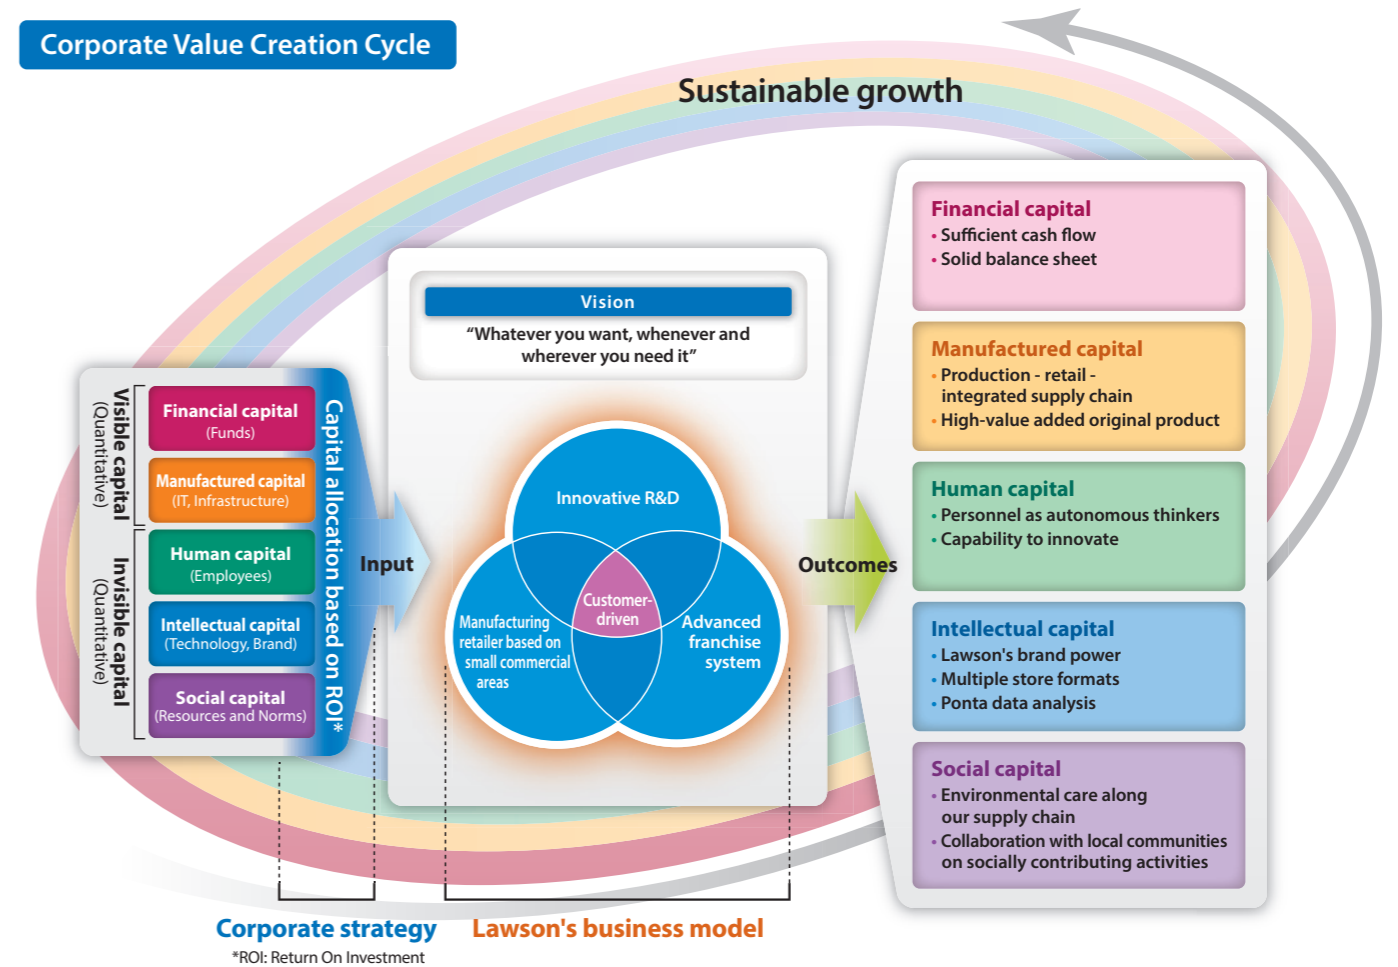 Corporate Value Creation Cycle
Sustainable growth
Visible capital
(Quantitative)
Financial capital
(Funds)
Manufactured capital
(IT, Infrastructure)
Invisible capital
(Quantitative)
Human capital
(Employees)
Intellectual capital
(Technology, Brand)
Social capital
(Resources and Norms)
Capital allocation based on ROI*
Input
Vision
“Whatever you want, whenever and
wherever you need it”
Innovative R&D
Customer-
driven
Manufacturing
retailer based on
small commercial
areas
Advanced
franchise
system
Outcomes
Financial capital
• Sufficient cash flow
• Solid balance sheet
Manufactured capital
• Production - retail -
integrated supply chain
• High-value added original product
Human capital
• Personnel as autonomous thinkers
• Capability to innovate
Intellectual capital
• Lawson's brand power
• Multiple store formats
• Ponta data analysis
Social capital
• Environmental care along
our supply chain
• Collaboration with local communities
on socially contributing activities
Corporate strategy
*ROI: Return On Investment
Lawson's business model